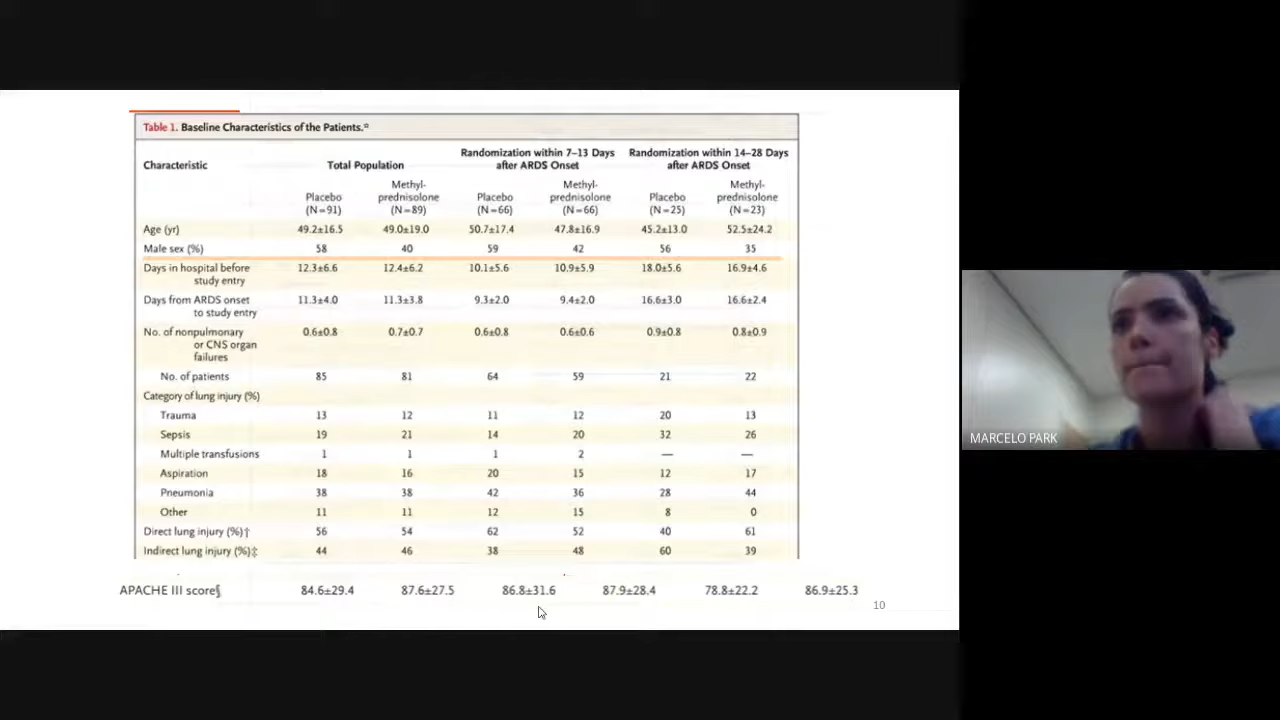 Table 1. Baseline Characteristics of the Patients.*
Characteristic Total Population Randomization within 7–13 Days after ARDS Onset Randomization within 14–28 Days after ARDS Onset
Placebo (N=91) Methyl-prednisolone (N=89) Placebo (N=66) Methyl-prednisolone (N=66) Placebo (N=25) Methyl-prednisolone (N=23)
Age (yr) 49.2±16.5 49.0±19.0 50.7±17.4 47.8±16.9 45.2±13.0 52.5±24.2
Male sex (%) 58 40 59 42 56 35
Days in hospital before study entry 12.3±6.6 12.4±6.2 10.1±5.6 10.9±5.9 18.0±5.6 16.9±4.6
Days from ARDS onset to study entry 11.3±4.0 11.3±3.8 9.3±2.0 9.4±2.0 16.6±3.0 16.6±2.4
No. of nonpulmonary or CNS organ failures 0.6±0.8 0.7±0.7 0.6±0.8 0.6±0.6 0.9±0.8 0.8±0.9
No. of patients 85 81 64 59 21 22
Category of lung injury (%)
Trauma 13 12 11 12 20 13
Sepsis 19 21 14 20 32 26
Multiple transfusions 1 1 1 2 — —
Aspiration 18 16 20 15 12 17
Pneumonia 38 38 42 36 28 44
Other 11 11 12 15 8 0
Direct lung injury (%)† 56 54 62 52 40 61
Indirect lung injury (%)‡ 44 46 38 48 60 39
APACHE III score§ 84.6±29.4 87.6±27.5 86.8±31.6 87.9±28.4 78.8±22.2 86.9±25.3
10
MARCELO PARK